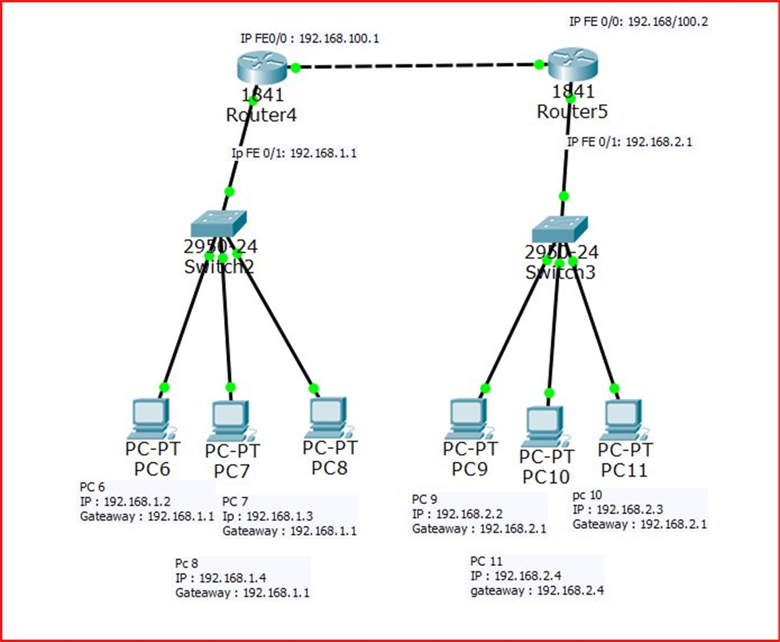 IP FE0/0 : 192.168.100.1
IP FE 0/0: 192.168/100.2
1841
Router4
1841
Router5
Ip FE 0/1: 192.168.1.1
IP FE 0/1: 192.168.2.1
2950-24
Switch2
2950-24
Switch3
PC-PT
PC6
PC-PT
PC7
PC-PT
PC8
PC-PT
PC9
PC-PT
PC10
PC-PT
PC11
PC 6
IP : 192.168.1.2
Gateaway : 192.168.1.1
PC 7
Ip : 192.168.1.3
Gateaway : 192.168.1.1
Pc 8
IP : 192.168.1.4
Gateaway : 192.168.1.1
PC 9
IP : 192.168.2.2
Gateaway : 192.168.2.1
pc 10
IP : 192.168.2.3
Gateaway : 192.168.2.1
PC 11
IP : 192.168.2.4
gateaway : 192.168.2.4